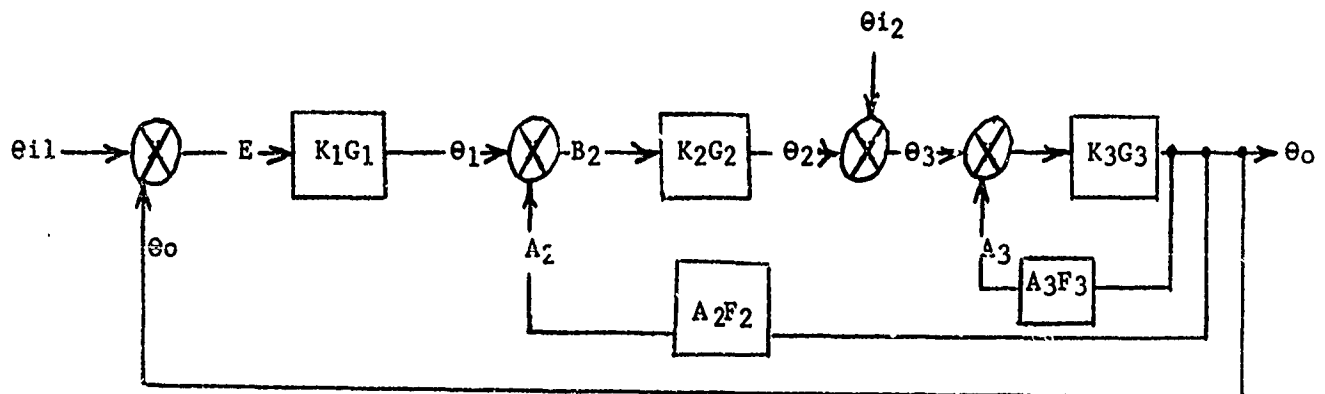 θi₂
θi1 E K₁G₁ θ₁ B₂ K₂G₂ θ₂ θ₃ K₃G₃ θo
θo A₂ A₃
A₃F₃
A₂F₂